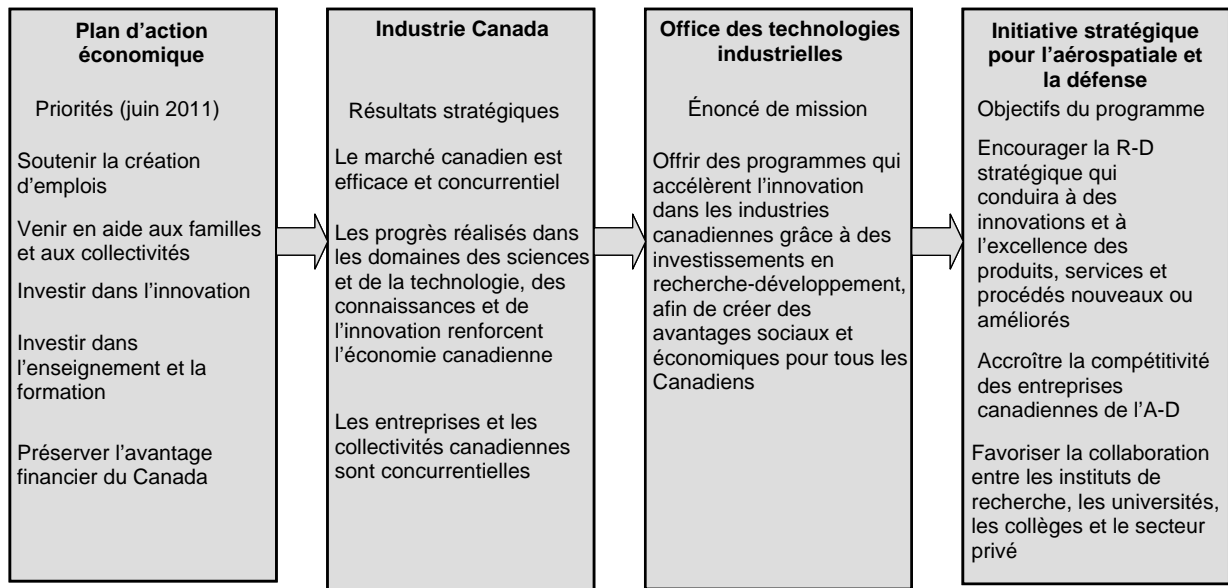 Plan d'action
économique
Priorités (juin 2011)
Soutenir la création
d'emplois
Venir en aide aux familles
et aux collectivités
Investir dans l'innovation
Investir dans
l'enseignement et la
formation
Préserver l'avantage
financier du Canada
Industrie Canada
Résultats stratégiques
Le marché canadien est
efficace et concurrentiel
Les progrès réalisés dans
les domaines des sciences
et de la technologie, des
connaissances et de
l'innovation renforcent
l'économie canadienne
Les entreprises et les
collectivités canadiennes
sont concurrentielles
Office des technologies
industrielles
Énoncé de mission
Offrir des programmes qui
accélèrent l'innovation
dans les industries
canadiennes grâce à des
investissements en
recherche-développement,
afin de créer des
avantages sociaux et
économiques pour tous les
Canadiens
Initiative stratégique
pour l'aérospatiale et
la défense
Objectifs du programme
Encourager la R-D
stratégique qui
conduira à des
innovations et à
l'excellence des
produits, services et
procédés nouveaux ou
améliorés
Accroître la compétitivité
des entreprises
canadiennes de l'A-D
Favoriser la collaboration
entre les instituts de
recherche, les universités,
les collèges et le secteur
privé